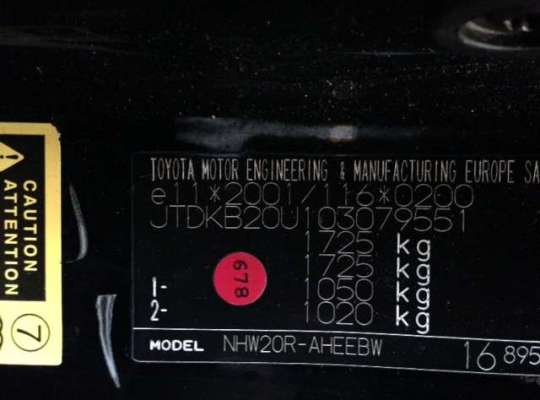 TOYOTA MOTOR ENGINEERING & MANUFACTURING EUROPE SA
e11*2001/116*0200
JTDKB20U103079551
1725 kg
1725 kg
1- 1050 kg
2- 1020 kg
678
MODEL NHW20R-AHEEBW
16 895
CAUTION
ATTENTION
7